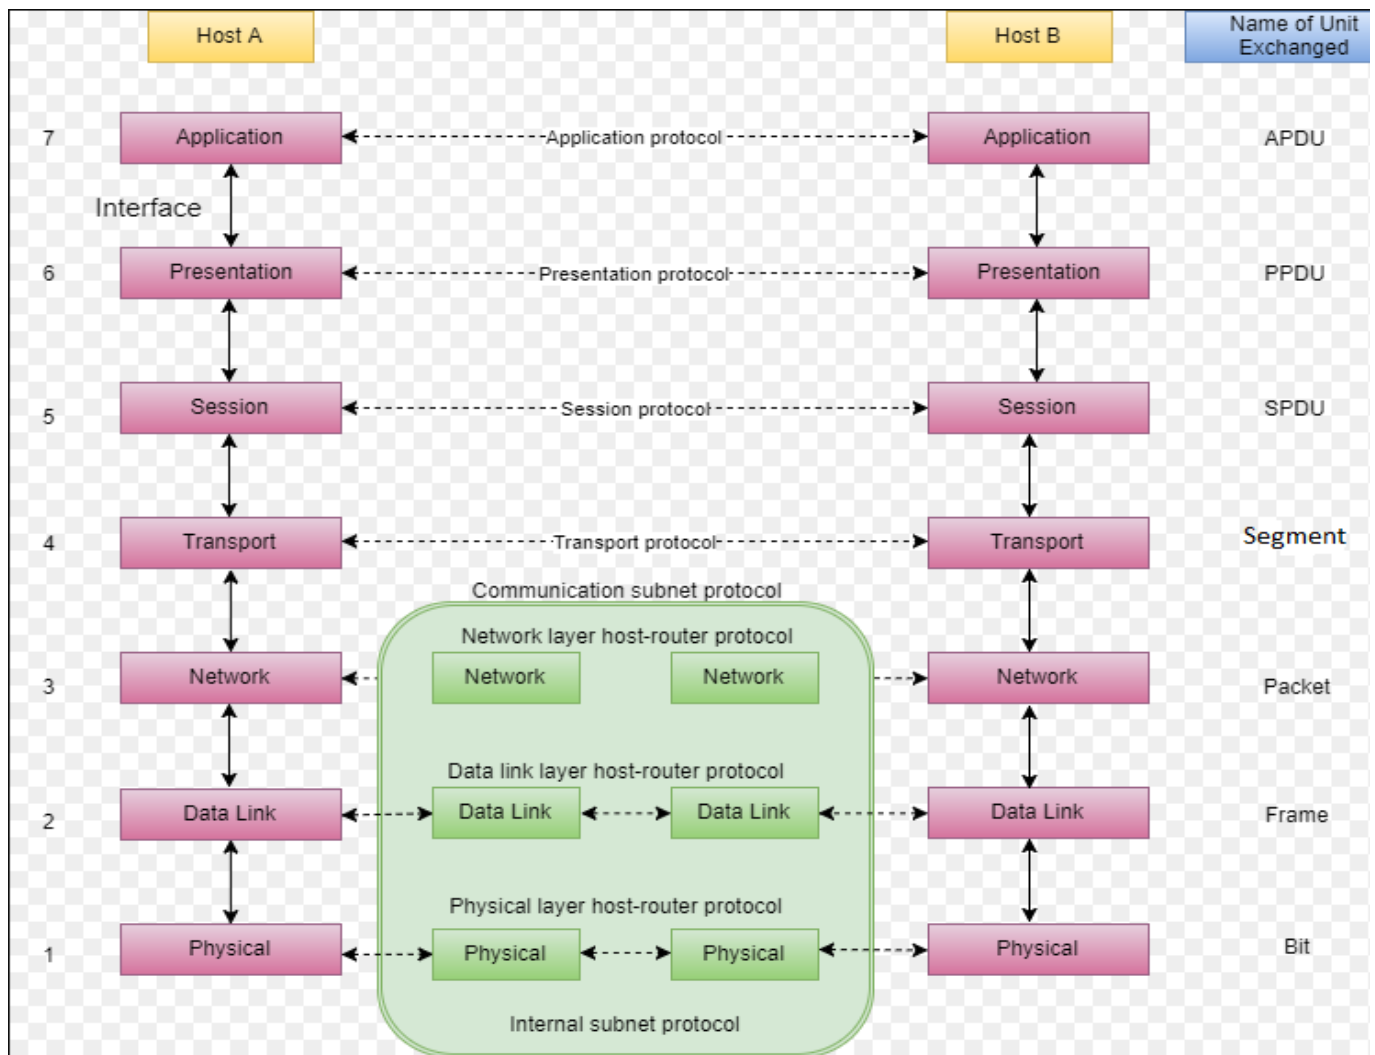 Host A
Host B
Name of Unit
Exchanged
7
Application
Application protocol
Application
APDU
Interface
6
Presentation
Presentation protocol
Presentation
PPDU
5
Session
Session protocol
Session
SPDU
4
Transport
Transport protocol
Transport
Segment
Communication subnet protocol
Network layer host-router protocol
3
Network
Network
Network
Network
Packet
Data link layer host-router protocol
2
Data Link
Data Link
Data Link
Data Link
Frame
Physical layer host-router protocol
1
Physical
Physical
Physical
Physical
Bit
Internal subnet protocol